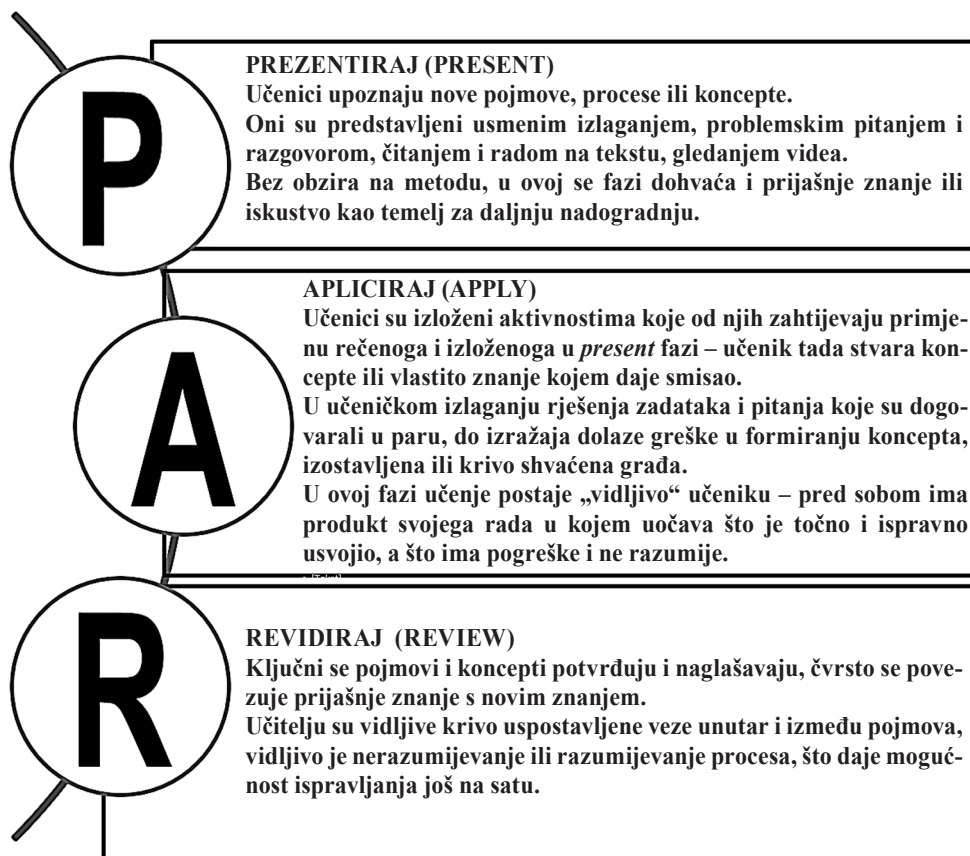 P
PREZENTIRAJ (PRESENT)
Učenici upoznaju nove pojmove, procese ili koncepte.
Oni su predstavljeni usmenim izlaganjem, problemskim pitanjem i
razgovorom, čitanjem i radom na tekstu, gledanjem videa.
Bez obzira na metodu, u ovoj se fazi dohvaća i prijašnje znanje ili
iskustvo kao temelj za daljnju nadogradnju.
A
APLICIRAJ (APPLY)
Učenici su izloženi aktivnostima koje od njih zahtijevaju primje-
nu rečenoga i izloženoga u present fazi – učenik tada stvara kon-
cepte ili vlastito znanje kojem daje smisao.
U učeničkom izlaganju rješenja zadataka i pitanja koje su dogo-
varali u paru, do izražaja dolaze greške u formiranju koncepta,
izostavljena ili krivo shvaćena građa.
U ovoj fazi učenje postaje „vidljivo“ učeniku – pred sobom ima
produkt svojega rada u kojem uočava što je točno i ispravno
usvojio, a što ima pogreške i ne razumije.
R
REVIDIRAJ (REVIEW)
Ključni se pojmovi i koncepti potvrđuju i naglašavaju, čvrsto se pove-
zuje prijašnje znanje s novim znanjem.
Učitelju su vidljive krivo uspostavljene veze unutar i između pojmova,
vidljivo je nerazumijevanje ili razumijevanje procesa, što daje moguć-
nost ispravljanja još na satu.